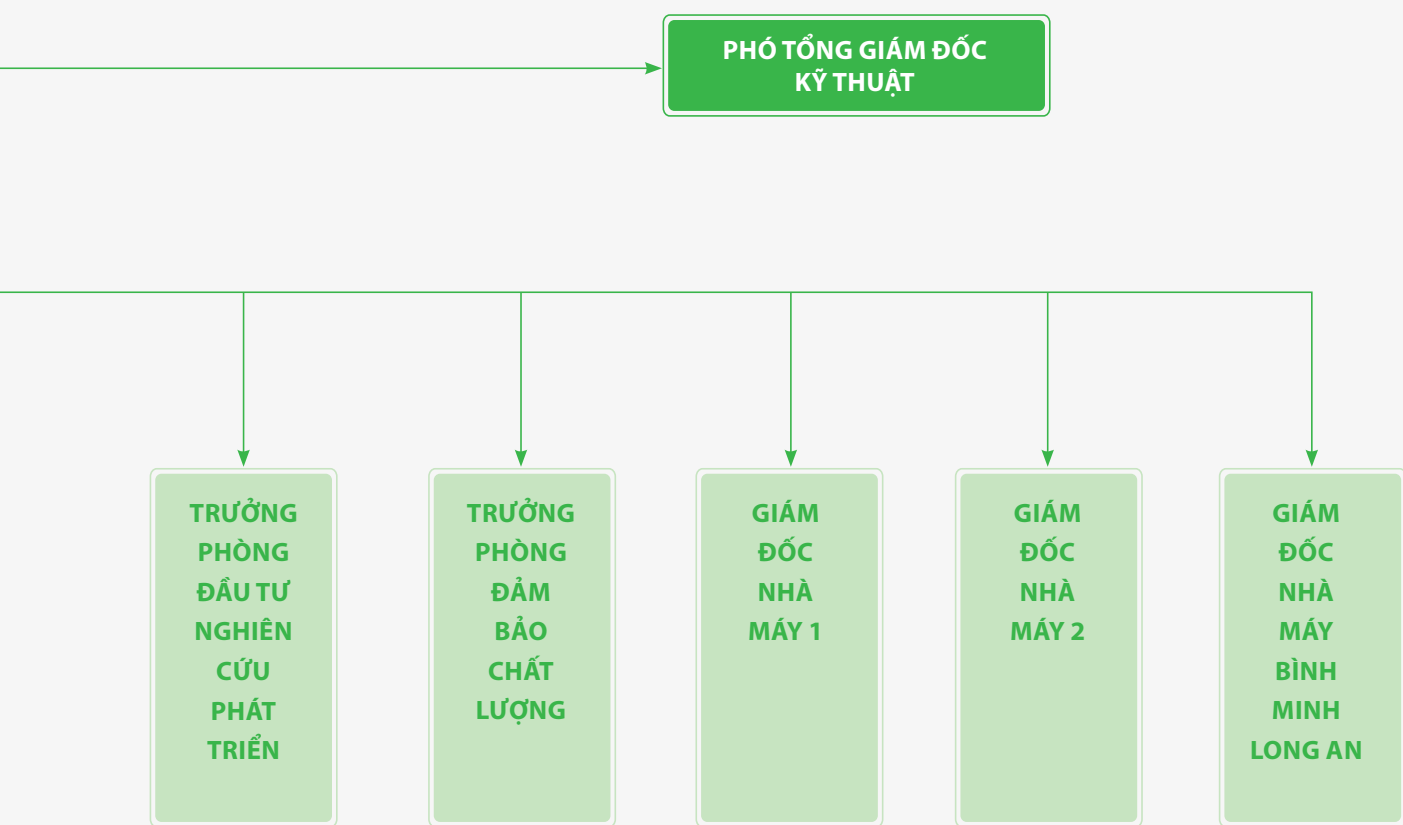 PHÓ TỔNG GIÁM ĐỐC
KỸ THUẬT
TRƯỞNG
PHÒNG
ĐẦU TƯ
NGHIÊN
CỨU
PHÁT
TRIỂN
TRƯỞNG
PHÒNG
ĐẢM
BẢO
CHẤT
LƯỢNG
GIÁM
ĐỐC
NHÀ
MÁY 1
GIÁM
ĐỐC
NHÀ
MÁY 2
GIÁM
ĐỐC
NHÀ
MÁY
BÌNH
MINH
LONG AN